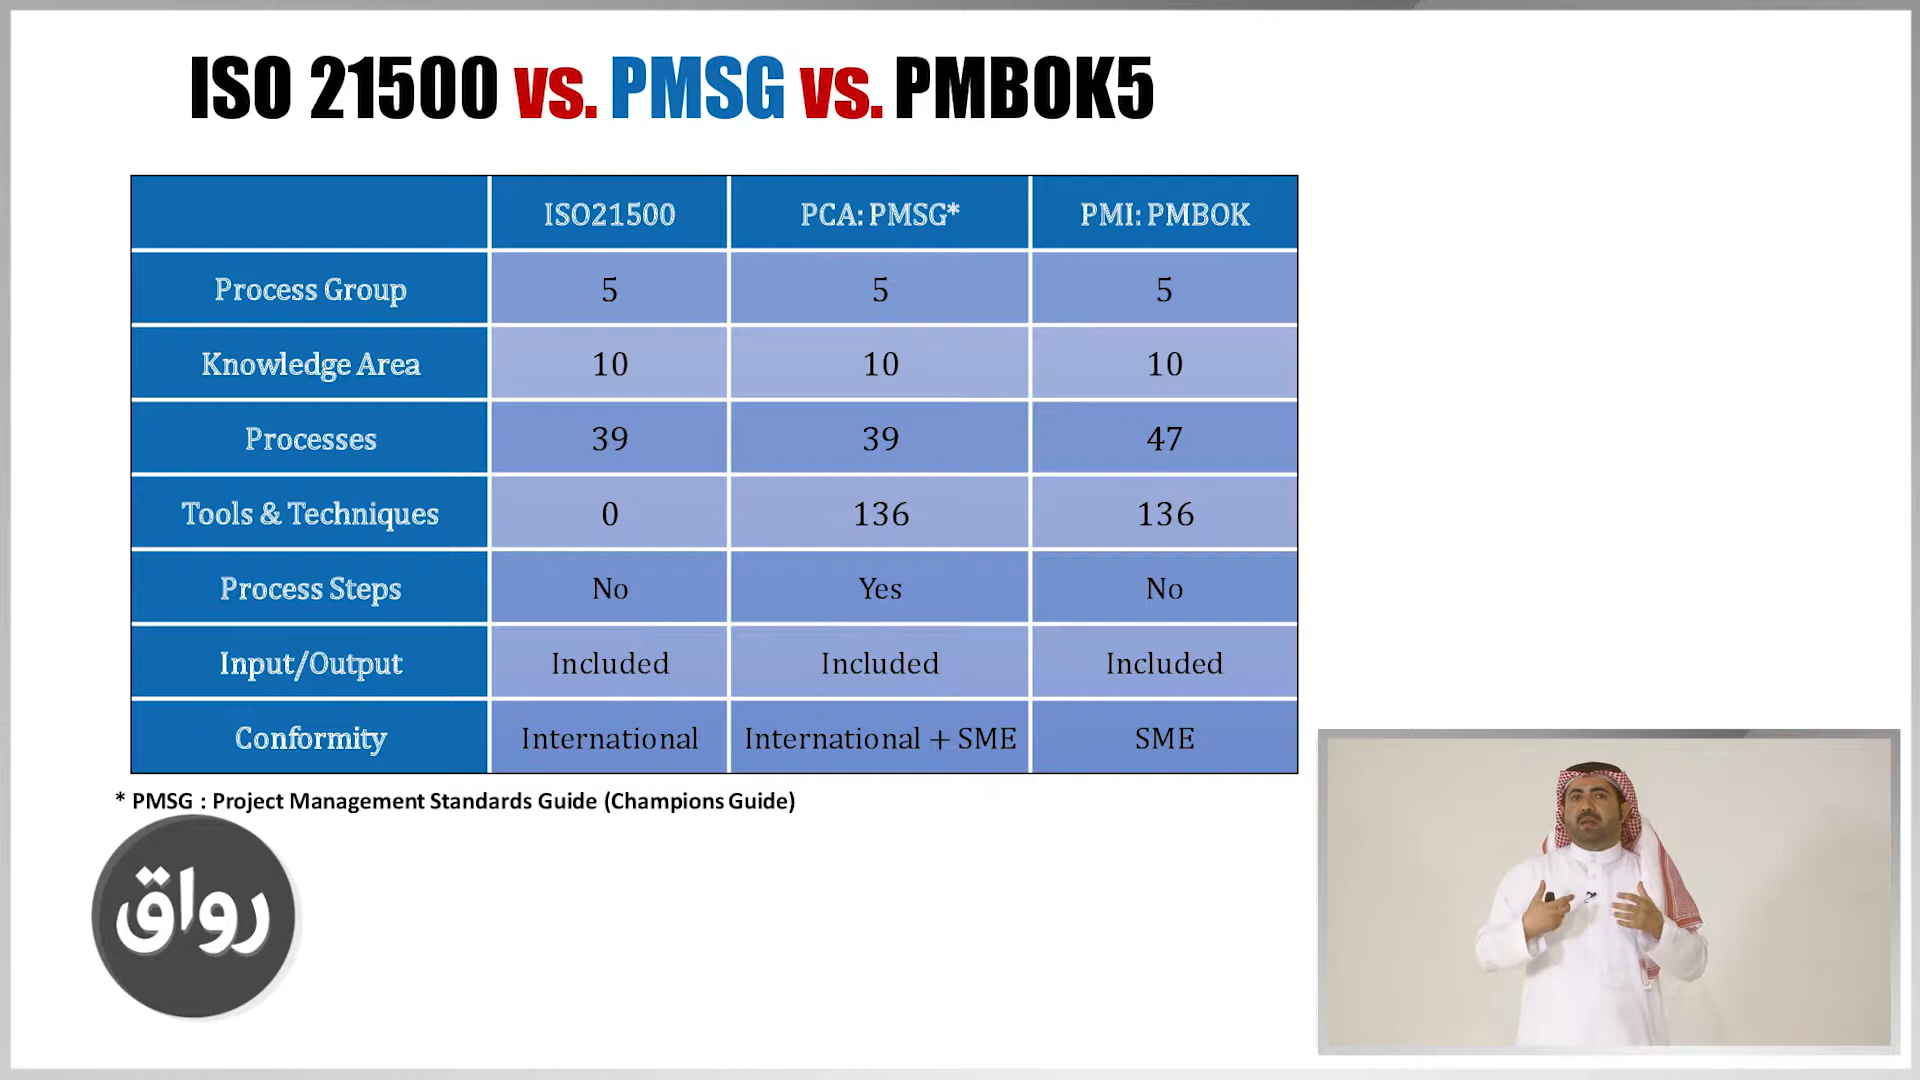 ISO 21500 vs. PMSG vs. PMBOK5
ISO21500 PCA: PMSG* PMI: PMBOK
Process Group 5 5 5
Knowledge Area 10 10 10
Processes 39 39 47
Tools & Techniques 0 136 136
Process Steps No Yes No
Input/Output Included Included Included
Conformity International International + SME SME
* PMSG : Project Management Standards Guide (Champions Guide)
رواق